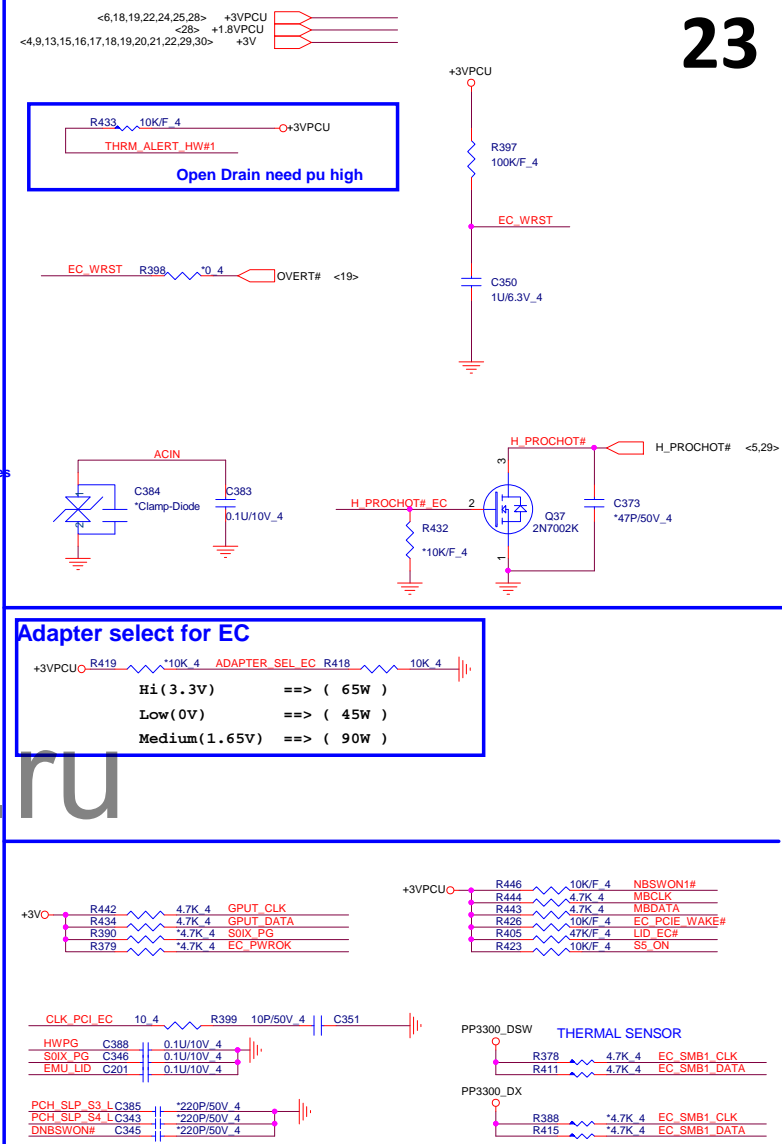 <6,18,19,22,24,25,28> +3VPCU
<28> +1.8VPCU
<4,9,13,15,16,17,18,19,20,21,22,29,30> +3V
23
R433 10K/F_4 +3VPCU
THRM_ALERT_HW#1
Open Drain need pu high
+3VPCU
R397
100K/F_4
EC_WRST
C350
1U/6.3V_4
EC_WRST R398 *0_4 OVERT# <19>
ACIN
1
2
C384
*Clamp-Diode
C383
0.1U/10V_4
H_PROCHOT# H_PROCHOT# <5,29>
3
H_PROCHOT#_EC 2
Q37
2N7002K
1
R432
*10K/F_4
C373
*47P/50V_4
es
Adapter select for EC
+3VPCU R419 *10K_4 ADAPTER_SEL_EC R418 10K_4
Hi(3.3V) ==> ( 65W )
Low(0V) ==> ( 45W )
Medium(1.65V) ==> ( 90W )
.ru
+3V
R442 4.7K_4 GPUT_CLK
R434 4.7K_4 GPUT_DATA
R390 *4.7K_4 S0IX_PG
R379 *4.7K_4 EC_PWROK
+3VPCU
R446 10K/F_4 NBSWON1#
R444 4.7K_4 MBCLK
R443 4.7K_4 MBDATA
R426 10K/F_4 EC_PCIE_WAKE#
R405 47K/F_4 LID_EC#
R423 10K/F_4 S5_ON
CLK_PCI_EC 10_4 R399 10P/50V_4 C351
HWPG C388 0.1U/10V_4
S0IX_PG C346 0.1U/10V_4
EMU_LID C201 0.1U/10V_4
PCH_SLP_S3_L C385 *220P/50V_4
PCH_SLP_S4_L C343 *220P/50V_4
DNBSWON# C345 *220P/50V_4
PP3300_DSW THERMAL SENSOR
R378 4.7K_4 EC_SMB1_CLK
R411 4.7K_4 EC_SMB1_DATA
PP3300_DX
R388 *4.7K_4 EC_SMB1_CLK
R415 *4.7K_4 EC_SMB1_DATA